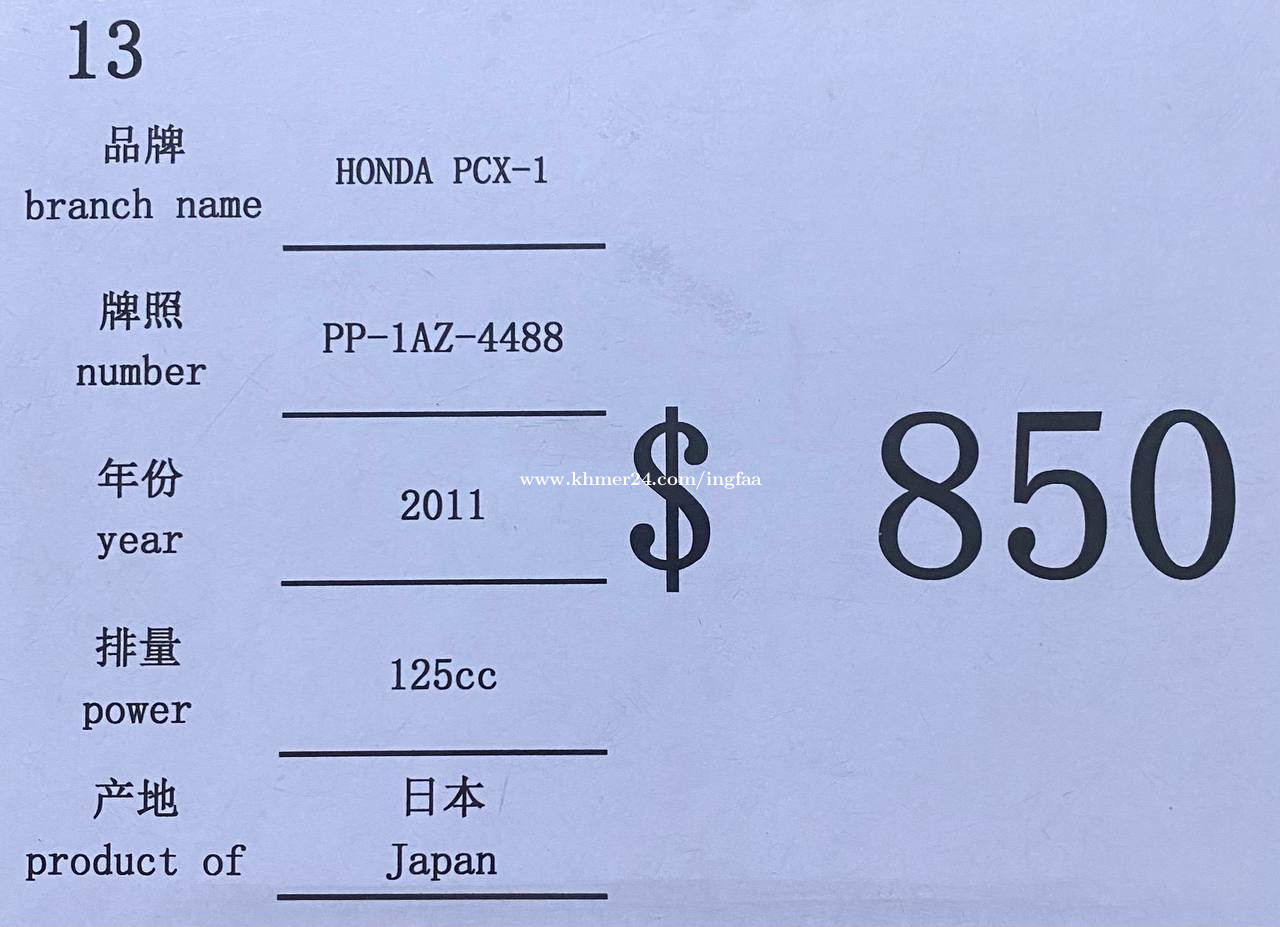 13
品牌
branch name
HONDA PCX-1
牌照
number
PP-1AZ-4488
年份
year
2011
排量
power
125cc
产地
product of
日本
Japan
$ 850
www.khmer24.com/ingfaa